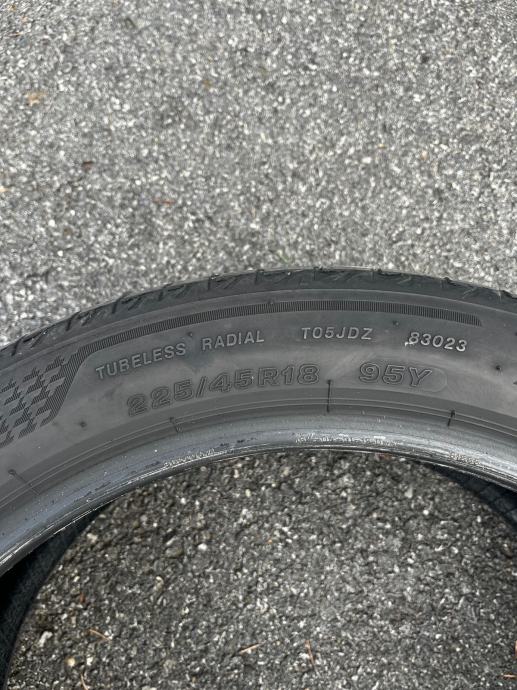 TUBELESS RADIAL T05JDZ 83023
225/45R18 95Y